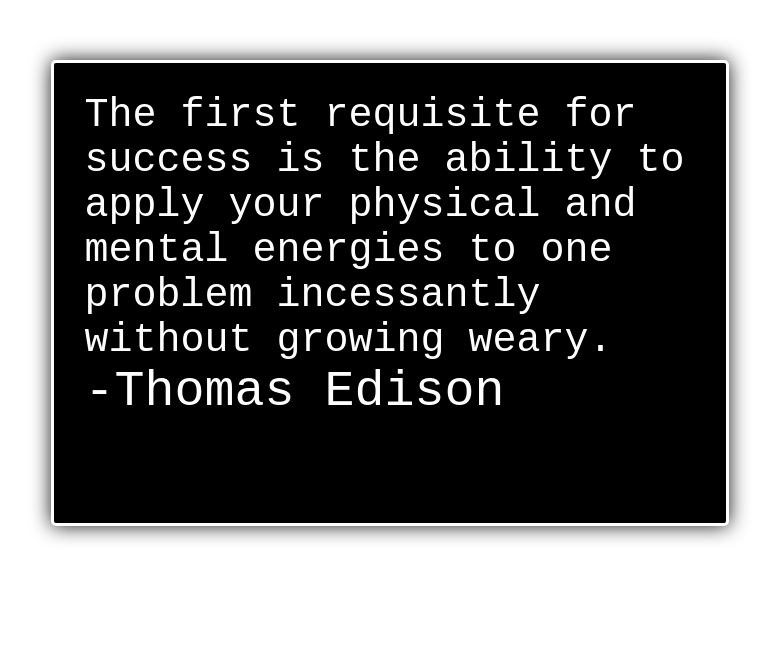 The first requisite for
success is the ability to
apply your physical and
mental energies to one
problem incessantly
without growing weary.
-Thomas Edison